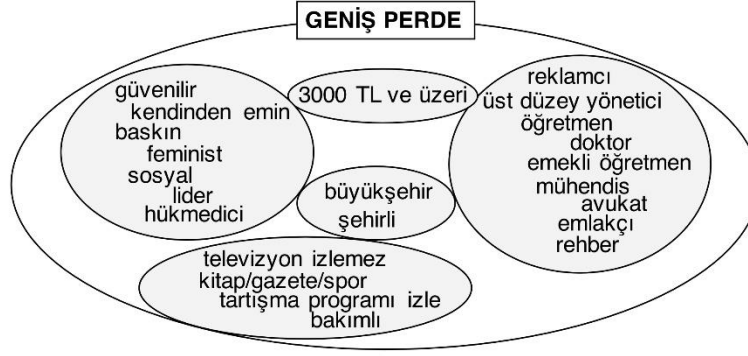 GENİŞ PERDE
güvenilir
kendinden emin
baskın
feminist
sosyal
lider
hükmedici
3000 TL ve üzeri
reklamcı
üst düzey yönetici
öğretmen
doktor
emekli öğretmen
mühendis
avukat
emlakçı
rehber
büyükşehir
şehirli
televizyon izlemez
kitap/gazete/spor
tartışma programı izle
bakımlı